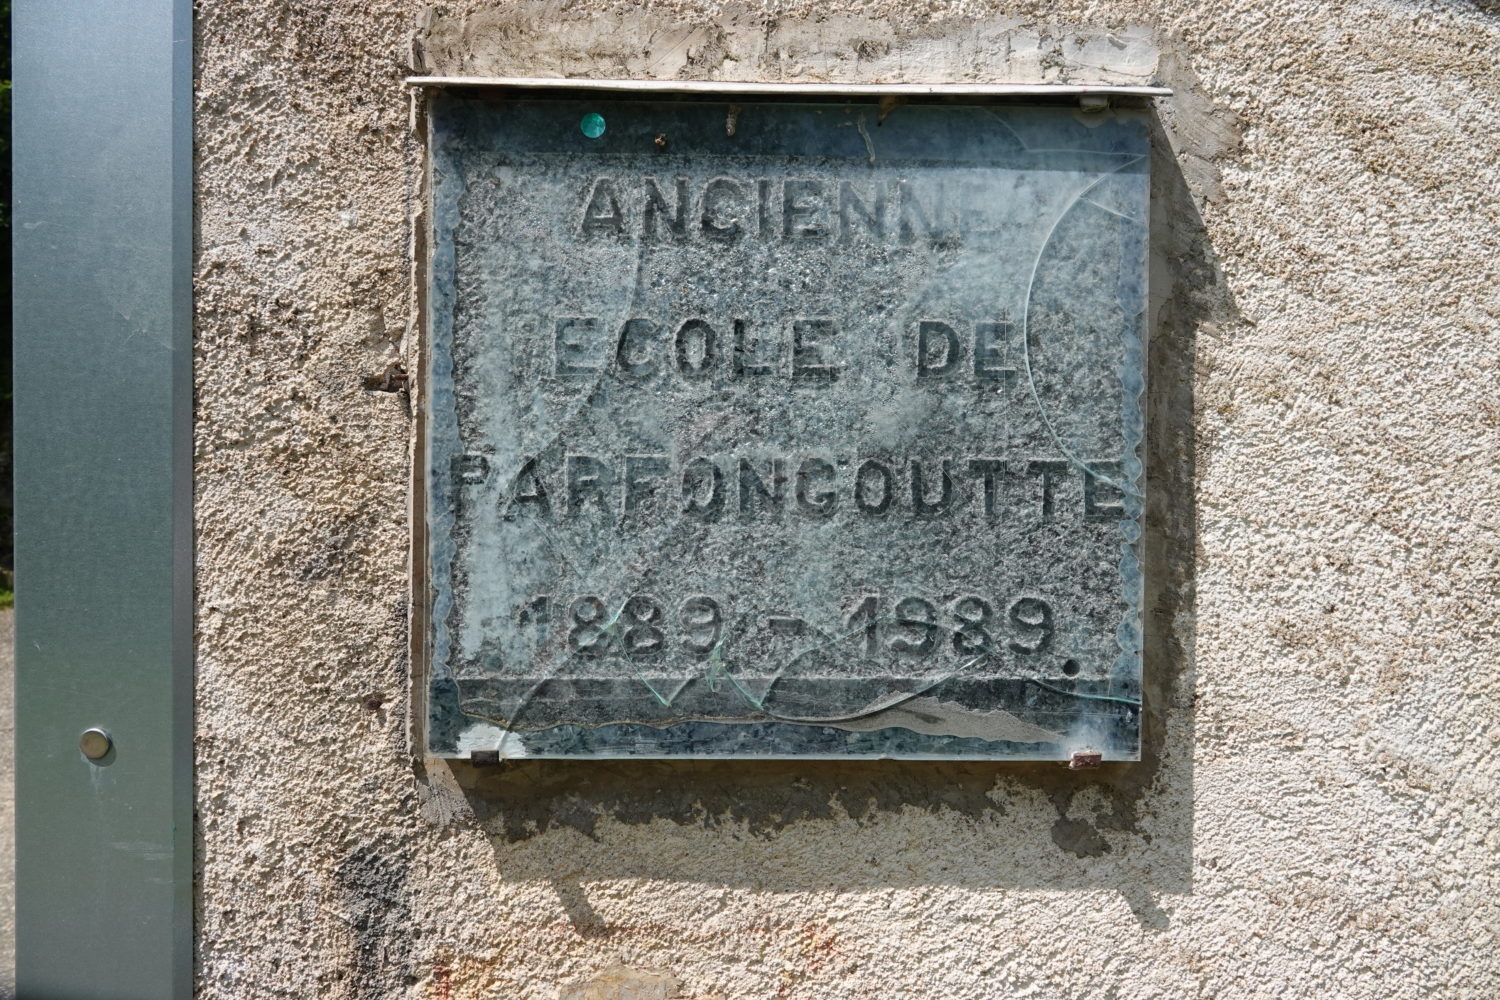 ANCIENNE
ECOLE DE
PARFONGOUTTE
1889 - 1989